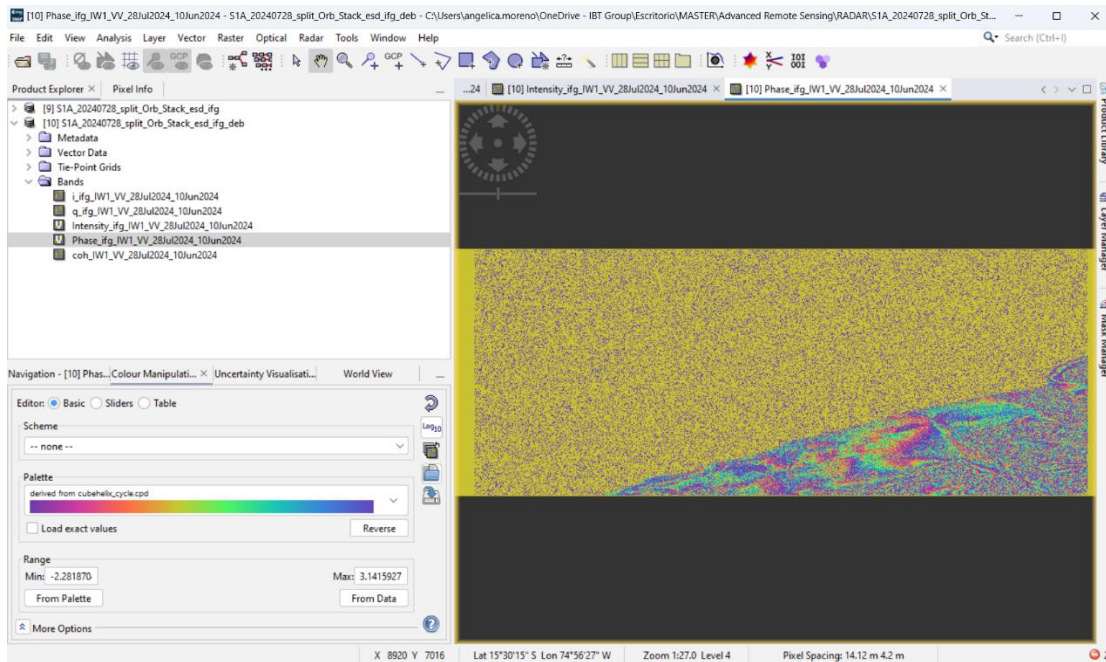 [10] Phase_ifg_IW1_VV_28Jul2024_10Jun2024 - S1A_20240728_split_Orb_Stack_esd_ifg_deb - C:\Users\angelica.moreno\OneDrive - IBT Group\Escritorio\MASTER\Advanced Remote Sensing\RADAR\S1A_20240728_split_Orb_St...
File Edit View Analysis Layer Vector Raster Optical Radar Tools Window Help
Search (Ctrl+I)
GCP GCP
Product Explorer × Pixel Info
...24 [10] Intensity_ifg_IW1_VV_28Jul2024_10Jun2024 × [10] Phase_ifg_IW1_VV_28Jul2024_10Jun2024 ×
[9] S1A_20240728_split_Orb_Stack_esd_ifg
[10] S1A_20240728_split_Orb_Stack_esd_ifg_deb
Metadata
Vector Data
Tie-Point Grids
Bands
i_ifg_IW1_VV_28Jul2024_10Jun2024
q_ifg_IW1_VV_28Jul2024_10Jun2024
Intensity_ifg_IW1_VV_28Jul2024_10Jun2024
Phase_ifg_IW1_VV_28Jul2024_10Jun2024
coh_IW1_VV_28Jul2024_10Jun2024
Product Library
Layer Manager
Mask Manager
Navigation - [10] Phas... Colour Manipulati... × Uncertainty Visualisati... World View
Editor: Basic Sliders Table
Scheme
-- none --
Log10
Palette
derived from cubehelix_cycle.cpd
Load exact values Reverse
Range
Min: -2.281870 Max: 3.1415927
From Palette From Data
More Options
X 8920 Y 7016 Lat 15°30'15" S Lon 74°56'27" W Zoom 1:27.0 Level 4 Pixel Spacing: 14.12 m 4.2 m